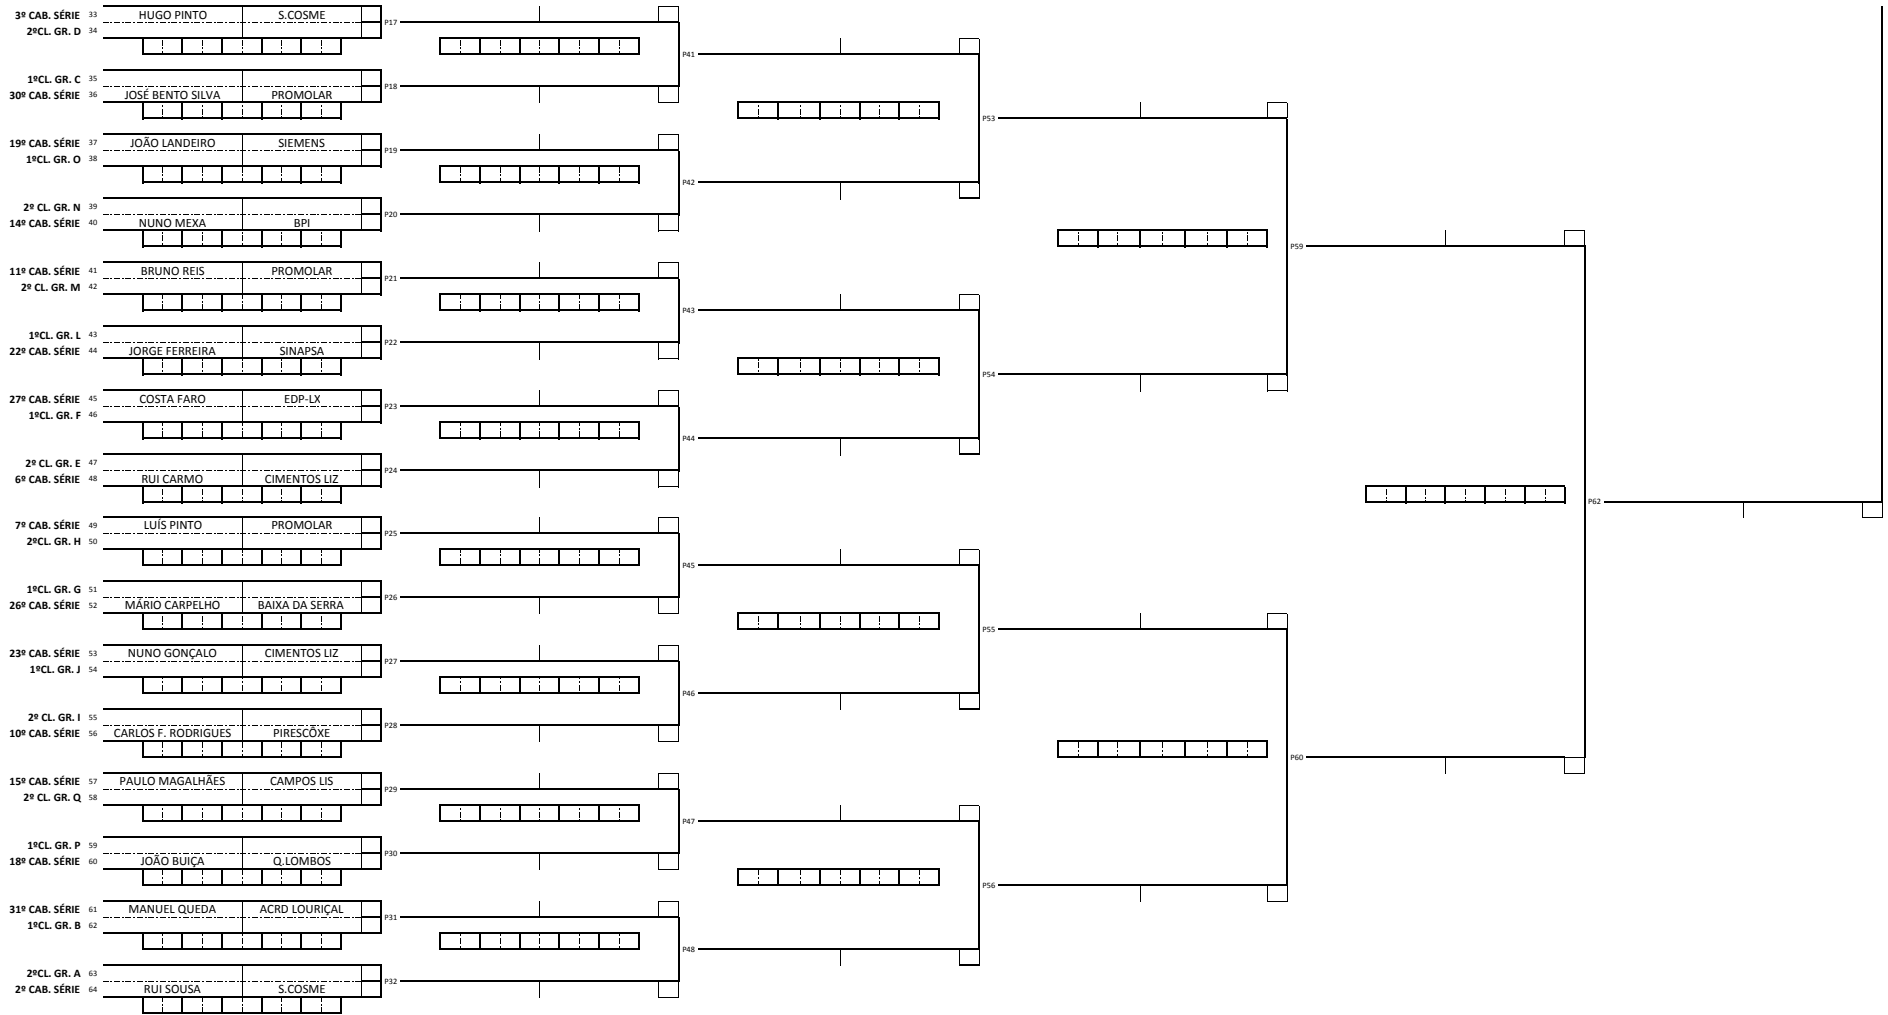 3º CAB. SÉRIE 33 HUGO PINTO S.COSME
P17
2ºCL. GR. D 34
P41
1ºCL. GR. C 35
P18
30º CAB. SÉRIE 36 JOSÉ BENTO SILVA PROMOLAR
P53
19º CAB. SÉRIE 37 JOÃO LANDEIRO SIEMENS
P19
1ºCL. GR. O 38
P42
2º CL. GR. N 39
P20
14º CAB. SÉRIE 40 NUNO MEXA BPI
P59
11º CAB. SÉRIE 41 BRUNO REIS PROMOLAR
P21
2º CL. GR. M 42
P43
1ºCL. GR. L 43
P22
22º CAB. SÉRIE 44 JORGE FERREIRA SINAPSA
P54
27º CAB. SÉRIE 45 COSTA FARO EDP-LX
P23
1ºCL. GR. F 46
P44
2º CL. GR. E 47
P24
6º CAB. SÉRIE 48 RUI CARMO CIMENTOS LIZ
P62
7º CAB. SÉRIE 49 LUÍS PINTO PROMOLAR
P25
2ºCL. GR. H 50
P45
1ºCL. GR. G 51
P26
26º CAB. SÉRIE 52 MÁRIO CARPELHO BAIXA DA SERRA
P55
23º CAB. SÉRIE 53 NUNO GONÇALO CIMENTOS LIZ
P27
1ºCL. GR. J 54
P46
2º CL. GR. I 55
P28
10º CAB. SÉRIE 56 CARLOS F. RODRIGUES PIRESCÔXE
P60
15º CAB. SÉRIE 57 PAULO MAGALHÃES CAMPOS LIS
P29
2º CL. GR. Q 58
P47
1ºCL. GR. P 59
P30
18º CAB. SÉRIE 60 JOÃO BUIÇA Q.LOMBOS
P56
31º CAB. SÉRIE 61 MANUEL QUEDA ACRD LOURIÇAL
P31
1ºCL. GR. B 62
P48
2ºCL. GR. A 63
P32
2º CAB. SÉRIE 64 RUI SOUSA S.COSME